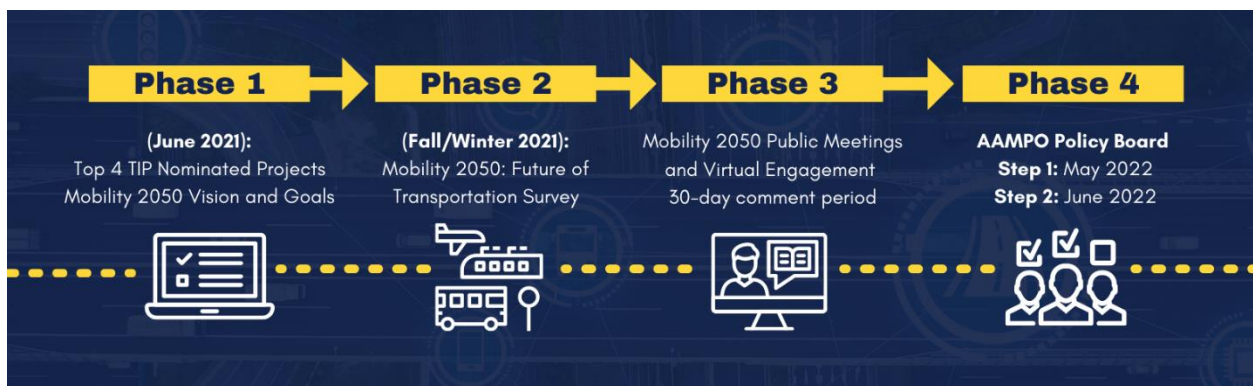 Phase 1
(June 2021):
Top 4 TIP Nominated Projects
Mobility 2050 Vision and Goals
Phase 2
(Fall/Winter 2021):
Mobility 2050: Future of
Transportation Survey
Phase 3
Mobility 2050 Public Meetings
and Virtual Engagement
30-day comment period
Phase 4
AAMPO Policy Board
Step 1: May 2022
Step 2: June 2022